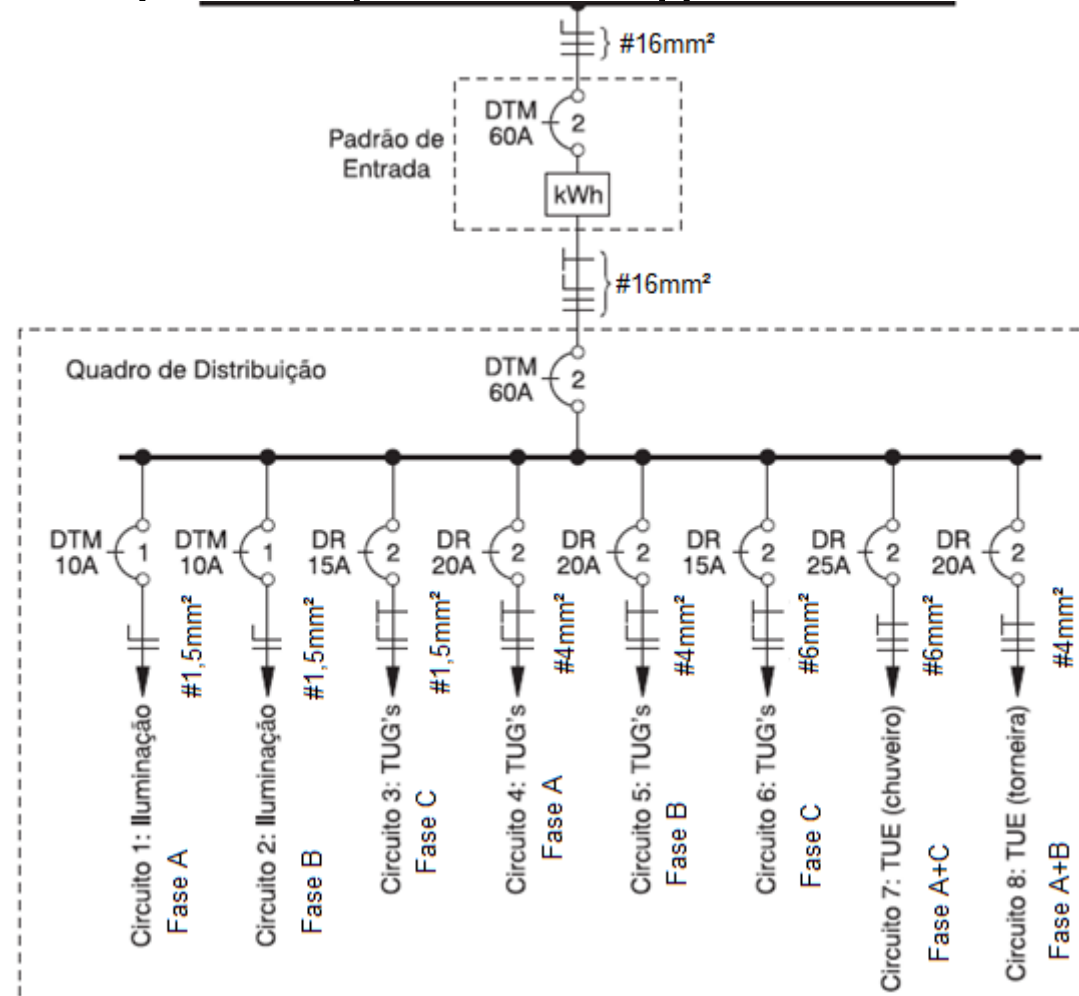 #16mm²
DTM
60A
2
Padrão de
Entrada
kWh
#16mm²
Quadro de Distribuição
DTM
60A
2
DTM
10A
1
#1,5mm²
Circuito 1: Iluminação
Fase A
DTM
10A
1
#1,5mm²
Circuito 2: Iluminação
Fase B
DR
15A
2
#1,5mm²
Circuito 3: TUG's
Fase C
DR
20A
2
#4mm²
Circuito 4: TUG's
Fase A
DR
20A
2
#4mm²
Circuito 5: TUG's
Fase B
DR
15A
2
#6mm²
Circuito 6: TUG's
Fase C
DR
25A
2
#6mm²
Circuito 7: TUE (chuveiro)
Fase A+C
DR
20A
2
#4mm²
Circuito 8: TUE (torneira)
Fase A+B